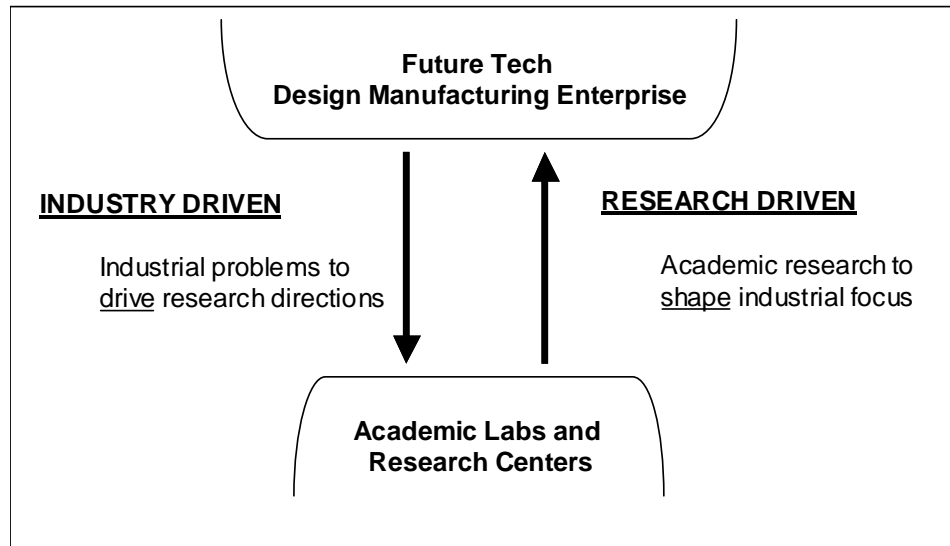 Future Tech
Design Manufacturing Enterprise
INDUSTRY DRIVEN
Industrial problems to
drive research directions
RESEARCH DRIVEN
Academic research to
shape industrial focus
Academic Labs and
Research Centers